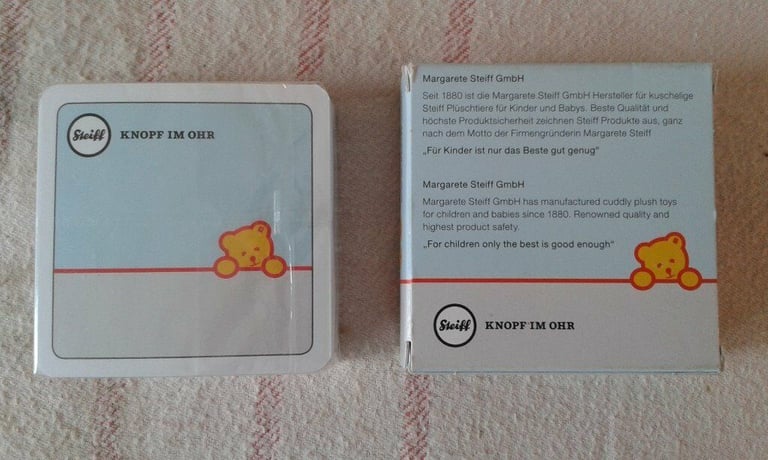 Steiff KNOPF IM OHR
Margarete Steiff GmbH
Seit 1880 ist die Margarete Steiff GmbH Hersteller für kuschelige
Steiff Plüschtiere für Kinder und Babys. Beste Qualität und
höchste Produktsicherheit zeichnen Steiff Produkte aus, ganz
nach dem Motto der Firmengründerin Margarete Steiff
„Für Kinder ist nur das Beste gut genug“
Margarete Steiff GmbH
Margarete Steiff GmbH has manufactured cuddly plush toys
for children and babies since 1880. Renowned quality and
highest product safety.
„For children only the best is good enough“
Steiff KNOPF IM OHR